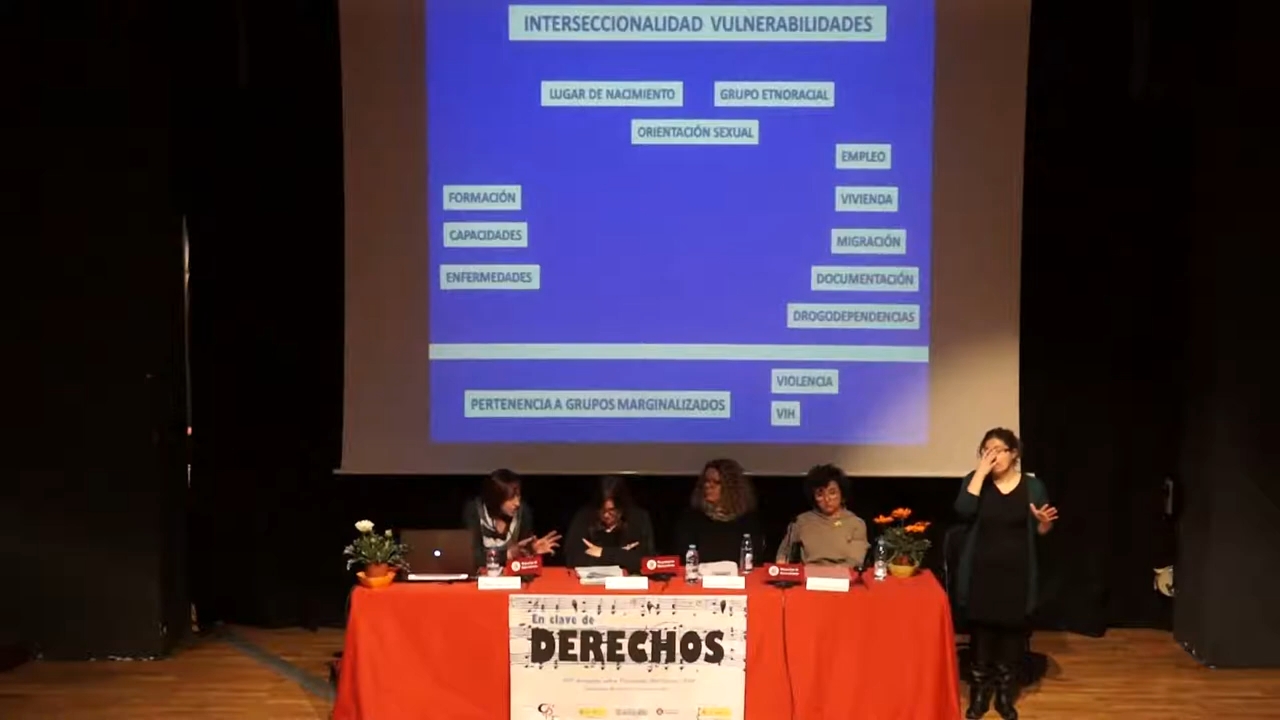 INTERSECCIONALIDAD VULNERABILIDADES
LUGAR DE NACIMIENTO
GRUPO ETNORACIAL
ORIENTACIÓN SEXUAL
EMPLEO
FORMACIÓN
VIVIENDA
CAPACIDADES
MIGRACIÓN
ENFERMEDADES
DOCUMENTACIÓN
DROGODEPENDENCIAS
VIOLENCIA
PERTENENCIA A GRUPOS MARGINALIZADOS
VIH
En clave de
DERECHOS